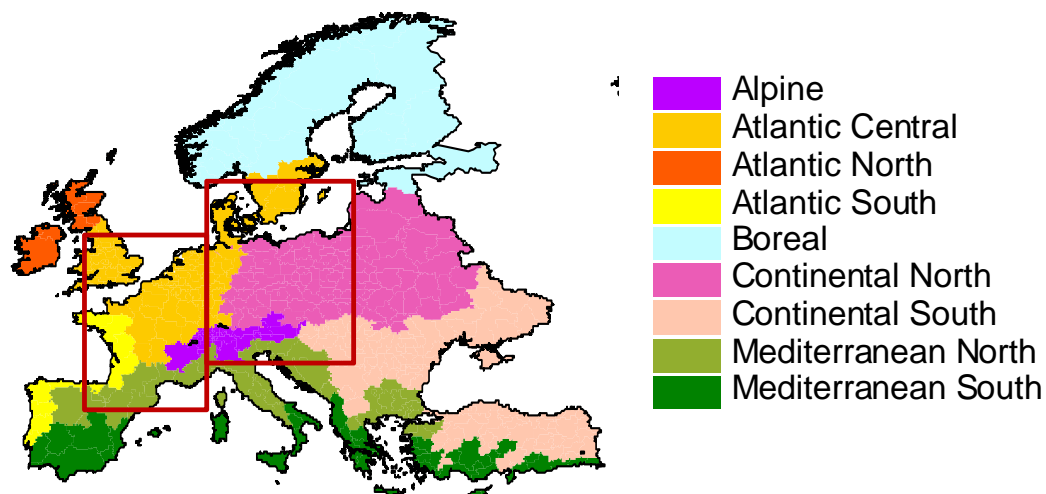 Alpine
Atlantic Central
Atlantic North
Atlantic South
Boreal
Continental North
Continental South
Mediterranean North
Mediterranean South